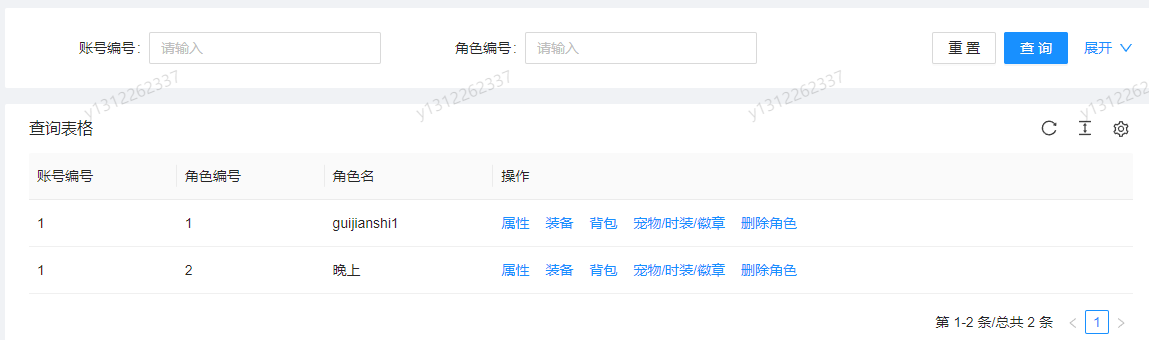 账号编号: 请输入 角色编号: 请输入 重 置 查 询 展开
y1312262337 y1312262337 y1312262337 y1312262337
查询表格
账号编号 角色编号 角色名 操作
1 1 guijianshi1 属性 装备 背包 宠物/时装/徽章 删除角色
1 2 晚上 属性 装备 背包 宠物/时装/徽章 删除角色
第 1-2 条/总共 2 条 1